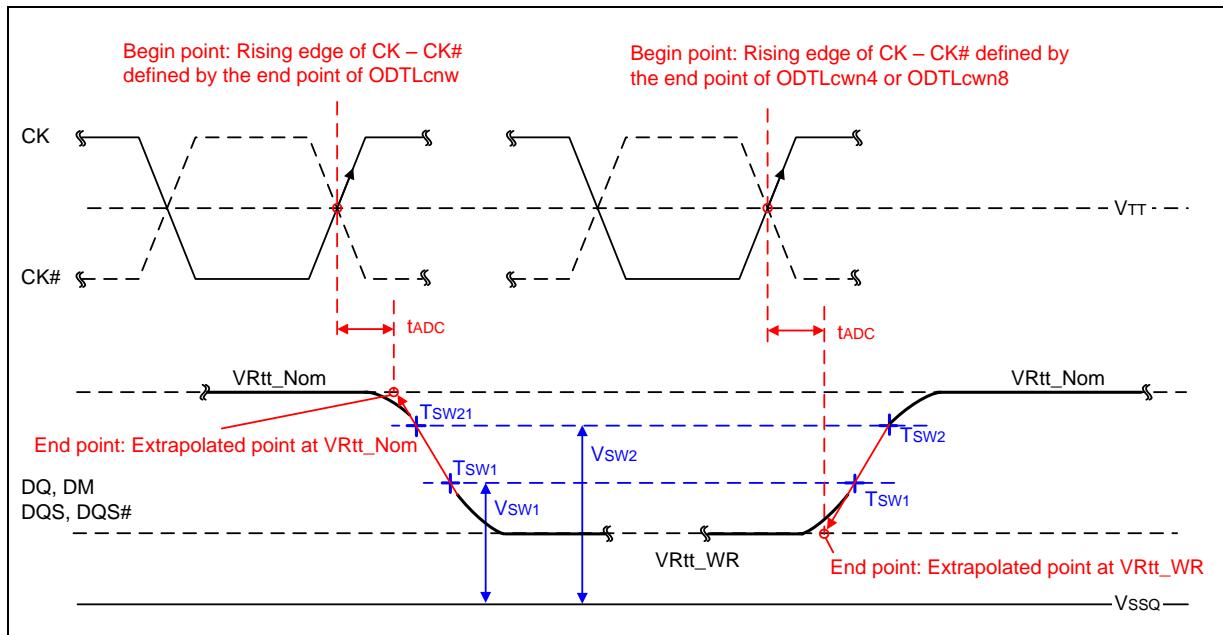 Begin point: Rising edge of CK – CK#
defined by the end point of ODTLcnw
Begin point: Rising edge of CK – CK# defined by
the end point of ODTLcwn4 or ODTLcwn8
CK
VTT
CK#
tADC
tADC
VRtt_Nom
VRtt_Nom
TSW21
End point: Extrapolated point at VRtt_Nom
TSW2
VSW2
TSW1
DQ, DM
DQS, DQS#
VSW1
TSW1
VRtt_WR
End point: Extrapolated point at VRtt_WR
VSSQ